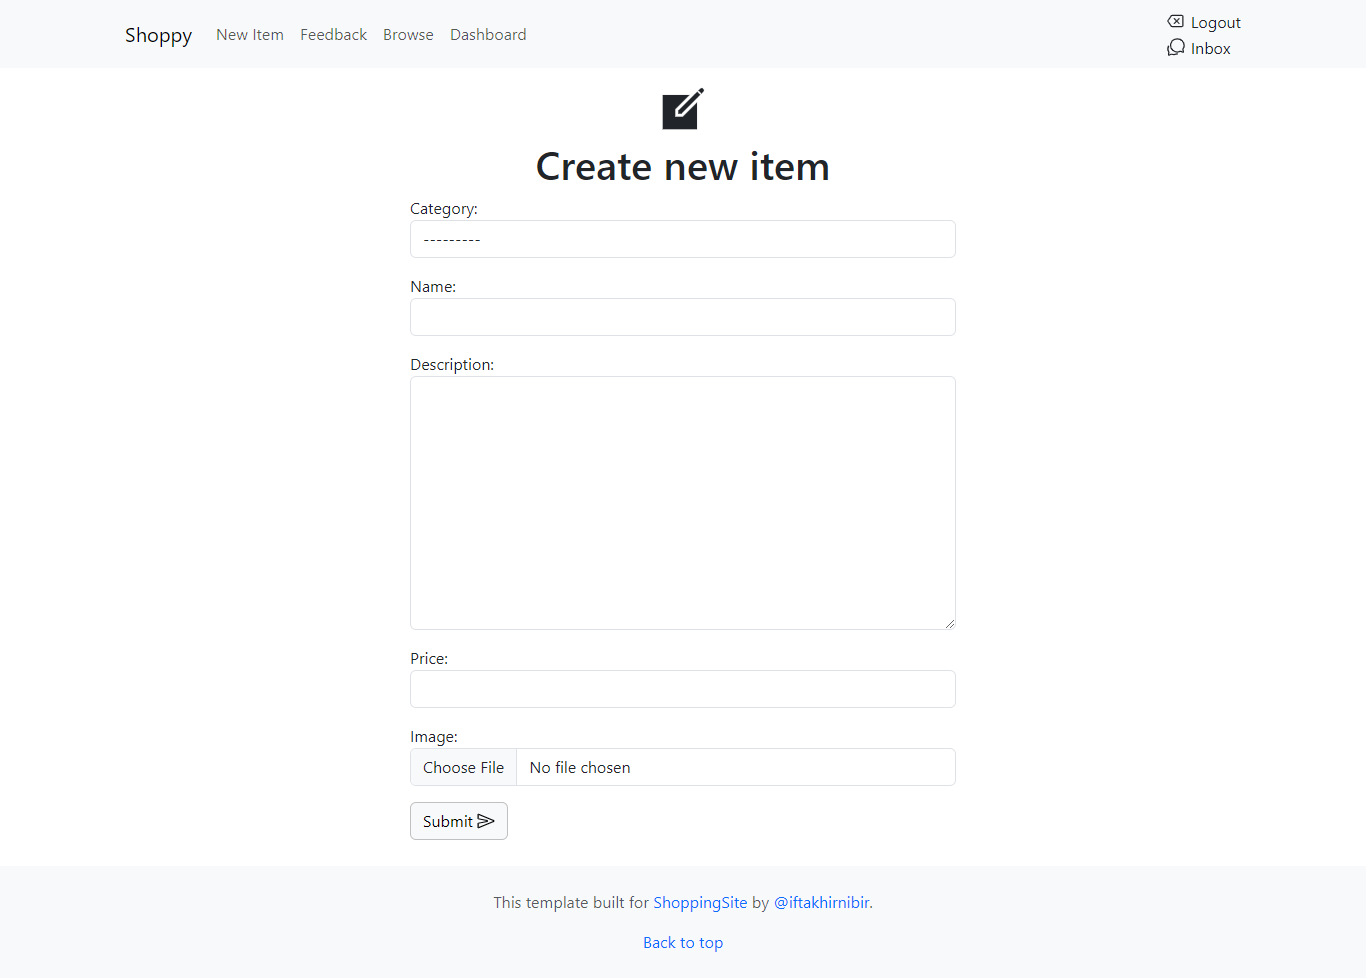 Shoppy New Item Feedback Browse Dashboard
Logout
Inbox
Create new item
Category:
---------
Name:
Description:
Price:
Image:
Choose File No file chosen
Submit
This template built for ShoppingSite by @iftakhirnibir.
Back to top